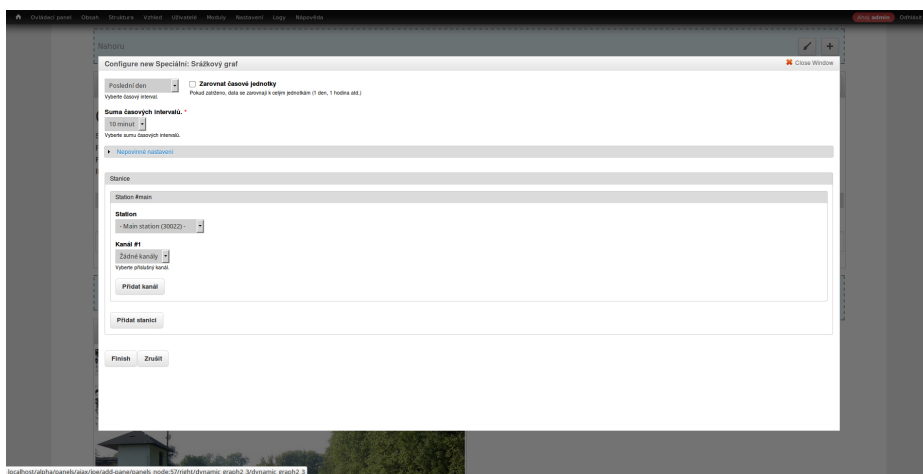 Ovládací panel Obsah Struktura Vzhled Uživatelé Moduly Nastavení Logy Nápověda Ahoj admin Odhlásit
Nahoru
Configure new Speciální: Srážkový graf Close Window
Poslední den Zarovnat časové jednotky
Vyberte časový interval. Pokud zatrženo, data se zarovnají k celým jednotkám (1 den, 1 hodina atd.)
Suma časových intervalů. *
10 minut
Vyberte sumu časových intervalů.
Nepovinné nastavení
Stanice
Station #main
Station
- Main station (30022) -
Kanál #1
Žádné kanály
Vyberte příslušný kanál.
Přidat kanál
Přidat stanici
Finish Zrušit
localhost/alpha/panels/ajax/ipe/add-pane/panels_node:57/right/dynamic_graph2_3/dynamic_graph2_3